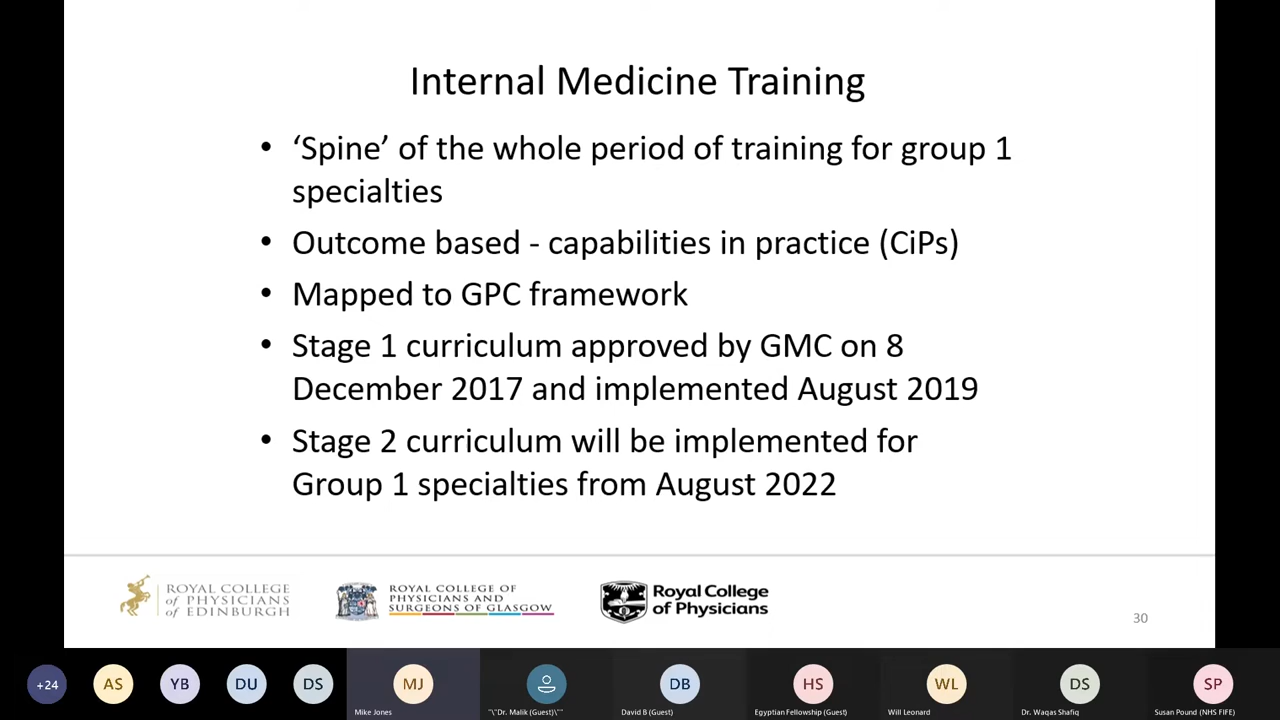 Internal Medicine Training
• ‘Spine’ of the whole period of training for group 1
specialties
• Outcome based - capabilities in practice (CiPs)
• Mapped to GPC framework
• Stage 1 curriculum approved by GMC on 8
December 2017 and implemented August 2019
• Stage 2 curriculum will be implemented for
Group 1 specialties from August 2022
ROYAL COLLEGE
of PHYSICIANS
of EDINBURGH
ROYAL COLLEGE OF
PHYSICIANS AND
SURGEONS OF GLASGOW
Royal College
of Physicians
30
+24
AS
YB
DU
DS
MJ
DB
HS
WL
DS
SP
Mike Jones
"\"Dr. Malik (Guest)\""
David B (Guest)
Egyptian Fellowship (Guest)
Will Leonard
Dr. Waqas Shafiq
Susan Pound (NHS FIFE)